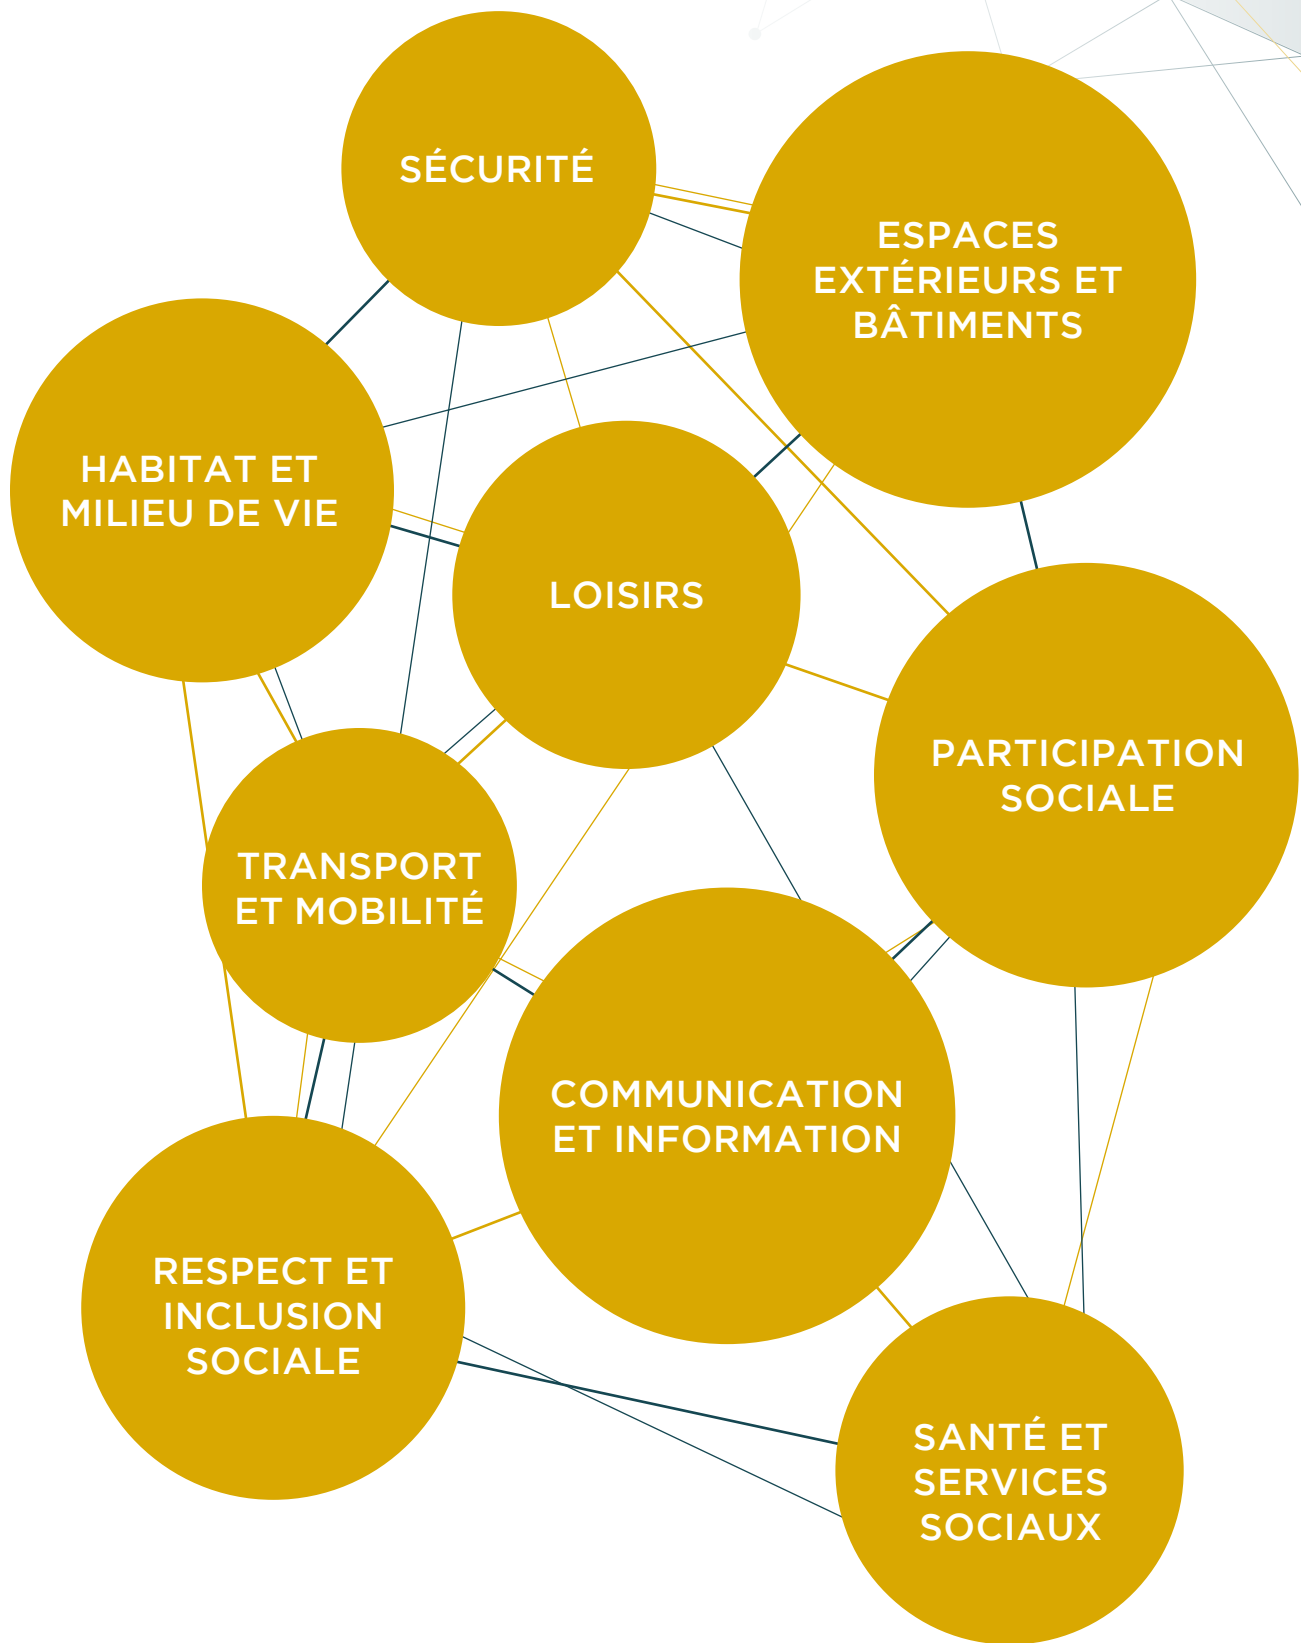 SÉCURITÉ
ESPACES
EXTÉRIEURS ET
BÂTIMENTS
HABITAT ET
MILIEU DE VIE
LOISIRS
PARTICIPATION
SOCIALE
TRANSPORT
ET MOBILITÉ
COMMUNICATION
ET INFORMATION
RESPECT ET
INCLUSION
SOCIALE
SANTÉ ET
SERVICES
SOCIAUX